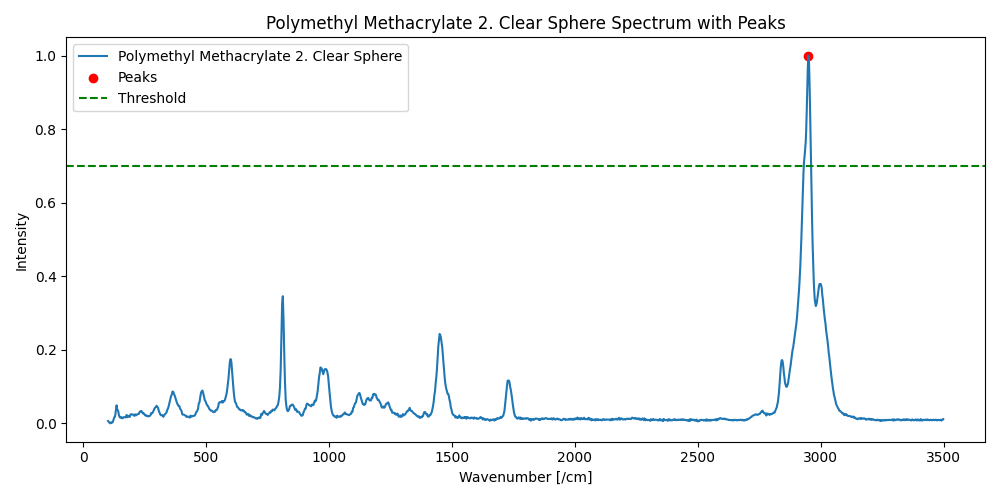 Polymethyl Methacrylate 2. Clear Sphere Spectrum with Peaks
Polymethyl Methacrylate 2. Clear Sphere
Peaks
Threshold
1.0
0.8
0.6
0.4
0.2
0.0
Intensity
0 500 1000 1500 2000 2500 3000 3500
Wavenumber [/cm]